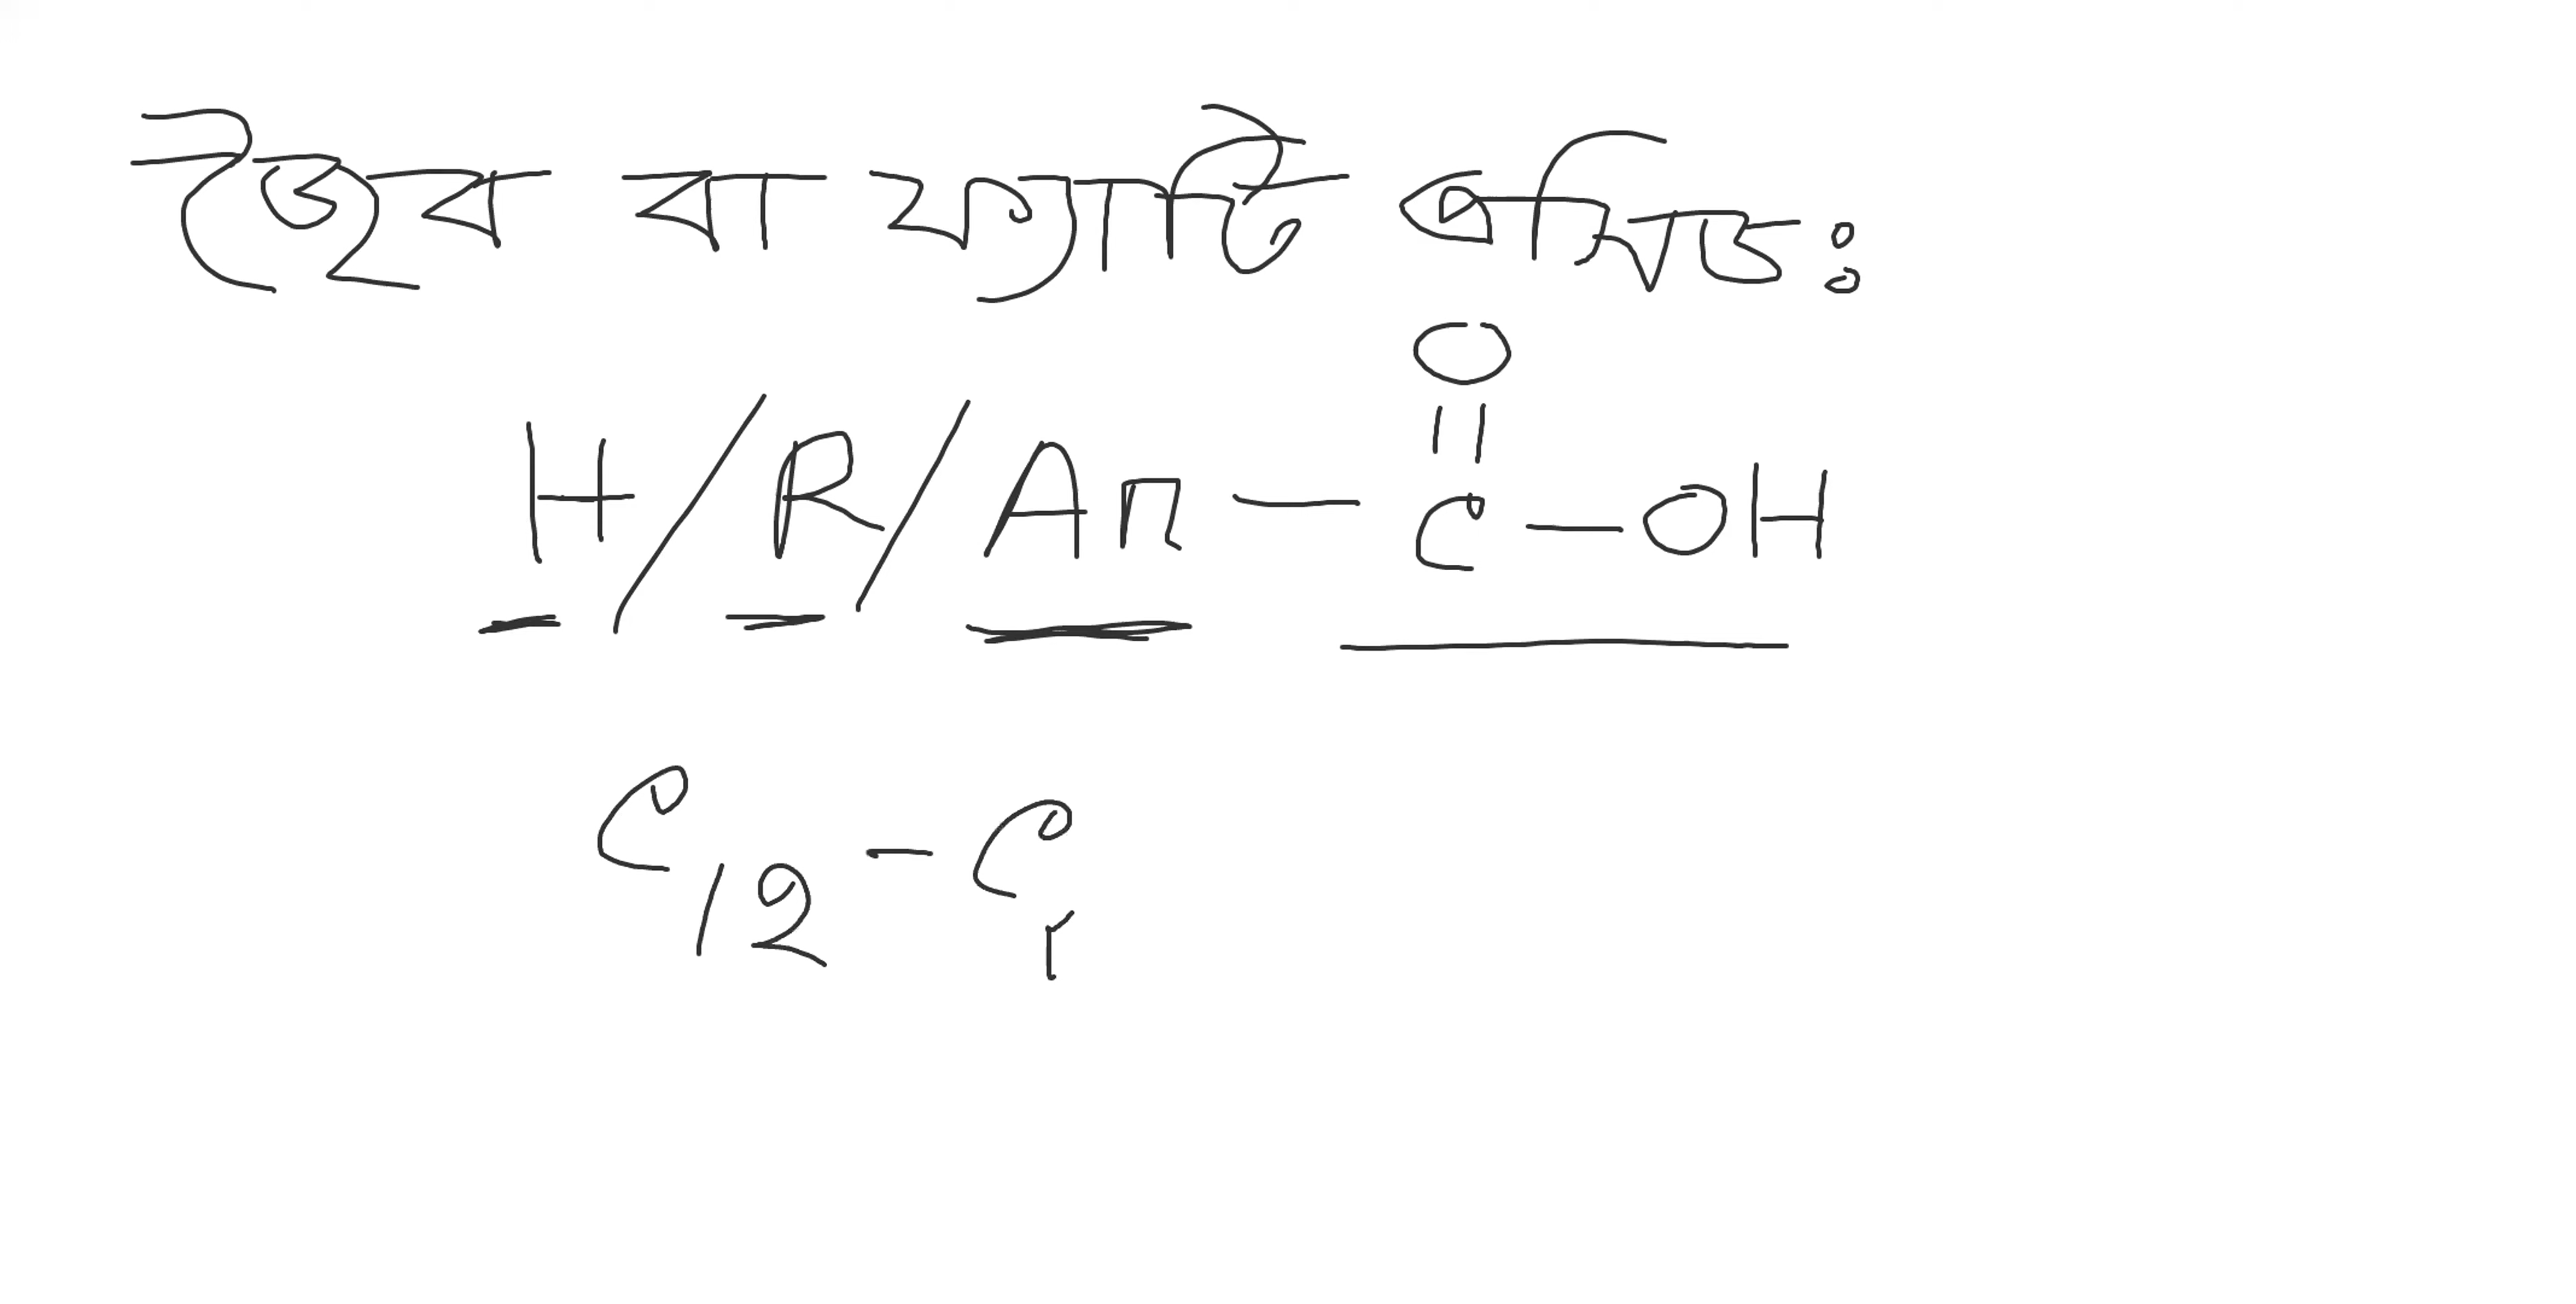 জৈব বা ফ্যাটি এসিড:
O
||
H/R/Ar — C — OH
C₁₂ - C₁